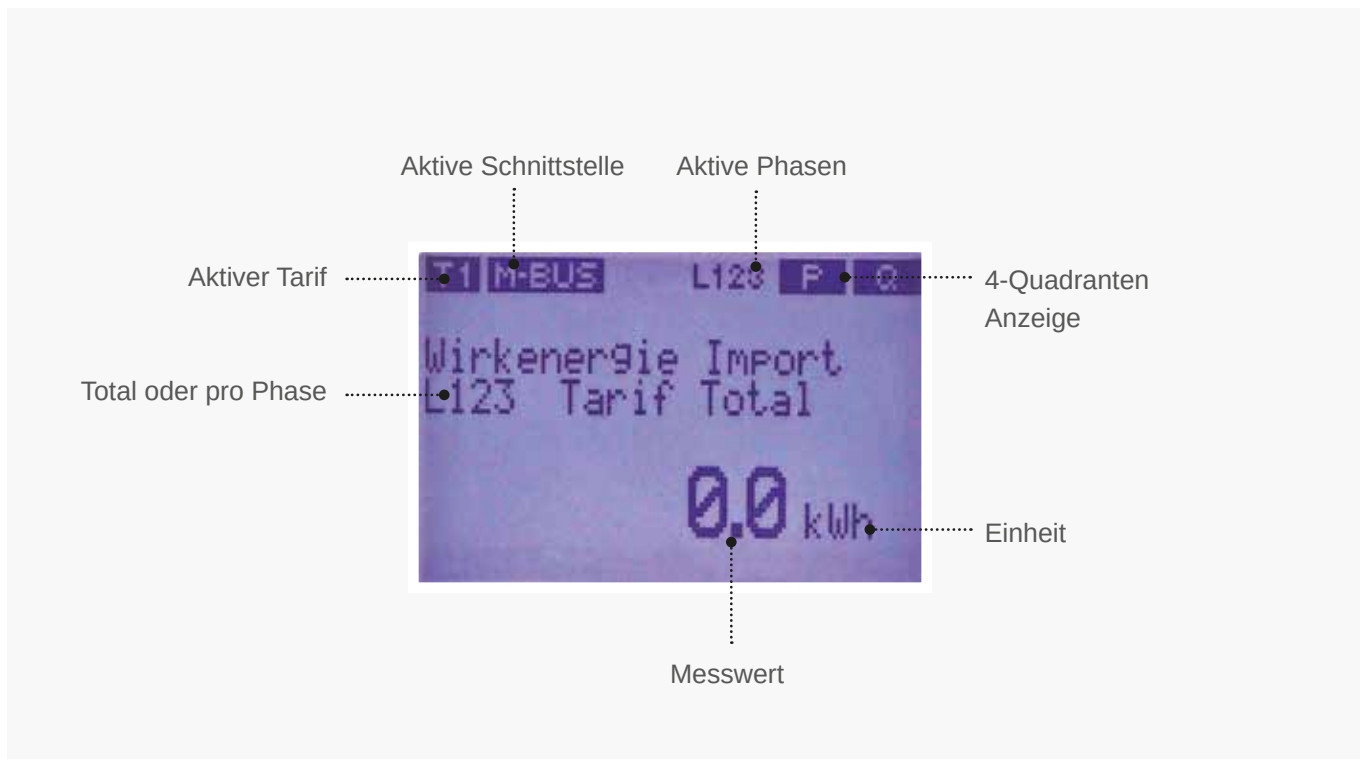 Aktive Schnittstelle Aktive Phasen
Aktiver Tarif
T1 M-BUS L123 P Q
4-Quadranten
Anzeige
Wirkenergie Import
Total oder pro Phase
L123 Tarif Total
0.0 kWh
Einheit
Messwert